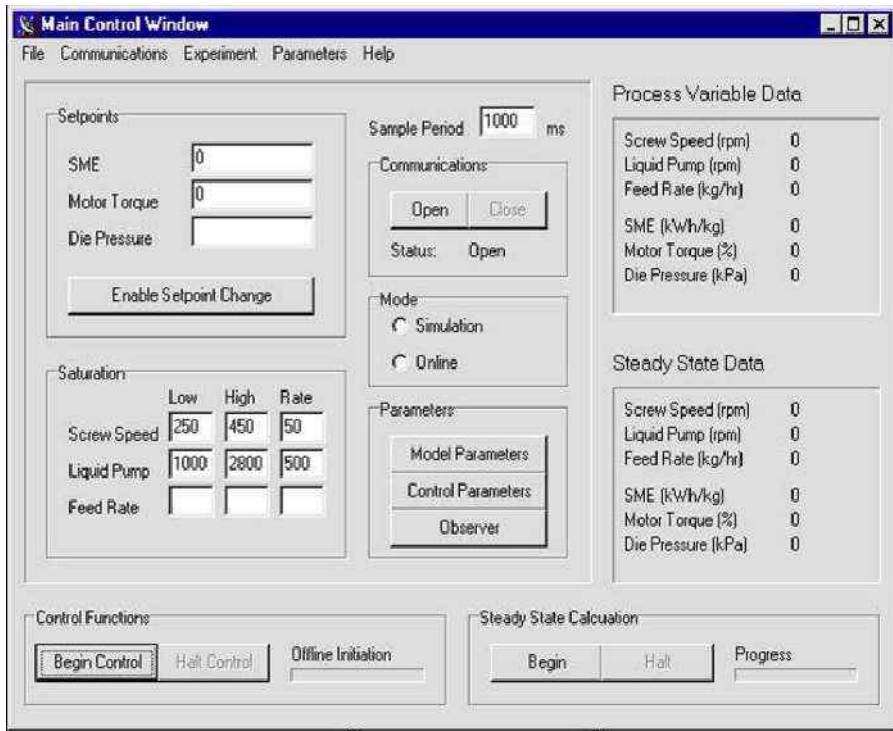 Main Control Window
File Communications Experiment Parameters Help
Setpoints
SME 0
Motor Torque 0
Die Pressure
Enable Setpoint Change
Saturation
Low High Rate
Screw Speed 250 450 50
Liquid Pump 1000 2800 500
Feed Rate
Sample Period 1000 ms
Communications
Open Close
Status: Open
Mode
Simulation
Online
Parameters
Model Parameters
Control Parameters
Observer
Process Variable Data
Screw Speed (rpm) 0
Liquid Pump (rpm) 0
Feed Rate (kg/hr) 0
SME (kWh/kg) 0
Motor Torque (%) 0
Die Pressure (kPa) 0
Steady State Data
Screw Speed (rpm) 0
Liquid Pump (rpm) 0
Feed Rate (kg/hr) 0
SME (kWh/kg) 0
Motor Torque (%) 0
Die Pressure (kPa) 0
Control Functions
Begin Control Halt Control Offline Initiation
Steady State Calcuation
Begin Halt Progress